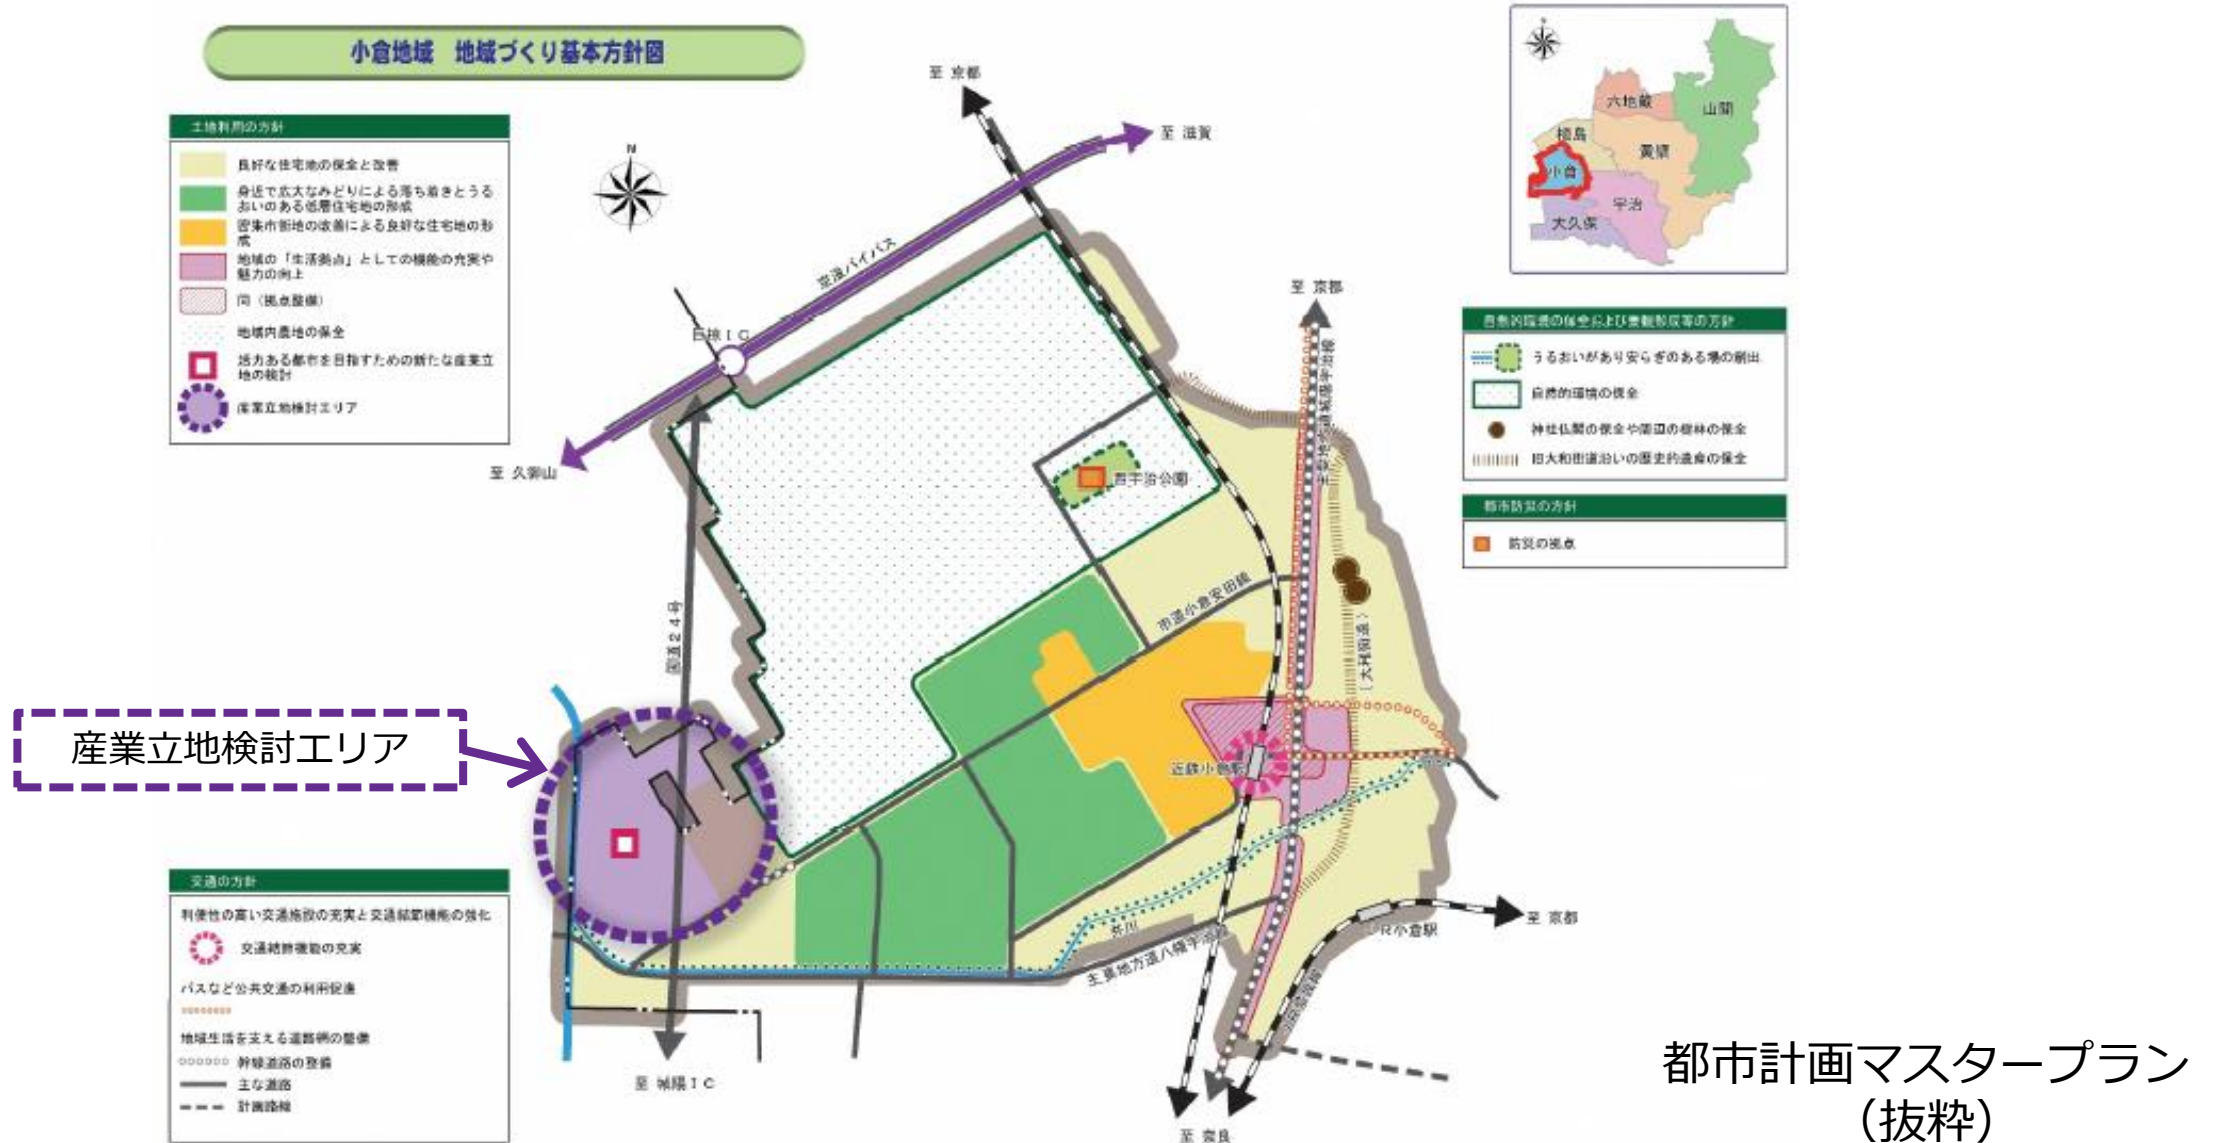 小倉地域　地域づくり基本方針図
土地利用の方針
良好な住宅地の保全と改善
身近で広大なみどりによる落ち着きとうる
おいのある低層住宅地の形成
密集市街地の改善による良好な住宅地の形
成
地域の「生活拠点」としての機能の充実や
魅力の向上
同（拠点整備）
地域内農地の保全
活力ある都市を目指すための新たな産業立
地の検討
産業立地検討エリア
N
至 京都
至 滋賀
京滋バイパス
巨椋ＩＣ
至 久御山
国道２４号
西宇治公園
至 京都
市道小倉安田線
（大和街道）
近鉄小倉駅
井川
主要地方道八幡宇治線
ＪＲ小倉駅
至 京都
至 城陽ＩＣ
至 奈良
産業立地検討エリア
六地蔵
山間
槇島
黄檗
小倉
宇治
大久保
自然的環境の保全および景観形成等の方針
うるおいがあり安らぎのある場の創出
自然的環境の保全
神社仏閣の保全や周辺の樹林の保全
旧大和街道沿いの歴史的遺産の保全
都市防災の方針
防災の拠点
交通の方針
利便性の高い交通施設の充実と交通結節機能の強化
交通結節機能の充実
バスなど公共交通の利用促進
地域生活を支える道路網の整備
幹線道路の整備
主な道路
計画路線
都市計画マスタープラン
（抜粋）